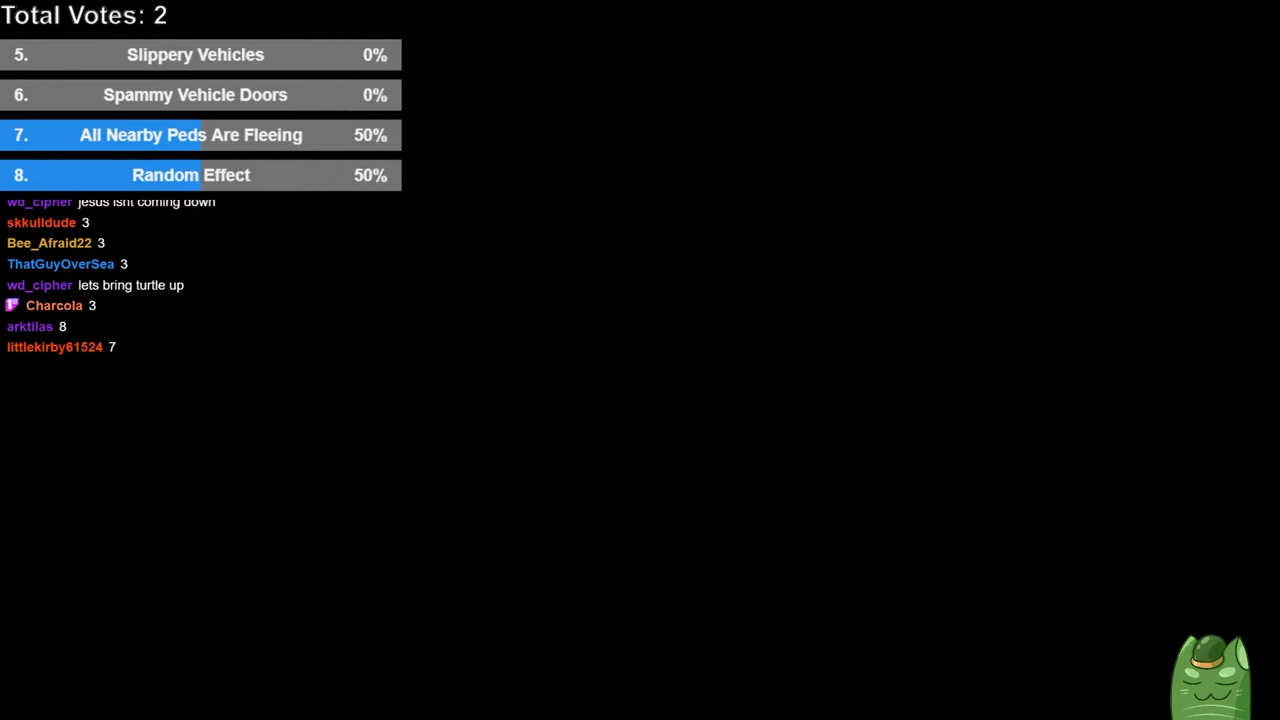 Total Votes: 2
5. Slippery Vehicles 0%
6. Spammy Vehicle Doors 0%
7. All Nearby Peds Are Fleeing 50%
8. Random Effect 50%
wd_cipher jesus isnt coming down
skkulldude 3
Bee_Afraid22 3
ThatGuyOverSea 3
wd_cipher lets bring turtle up
Charcola 3
arktilas 8
littlekirby61524 7